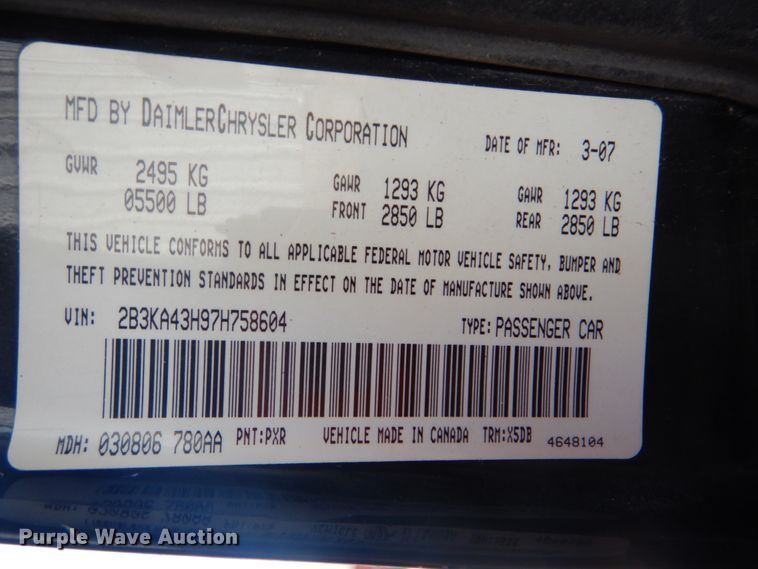 MFD BY DAIMLERCHRYSLER CORPORATION DATE OF MFR: 3-07
GVWR 2495 KG GAWR 1293 KG GAWR 1293 KG
05500 LB FRONT 2850 LB REAR 2850 LB
THIS VEHICLE CONFORMS TO ALL APPLICABLE FEDERAL MOTOR VEHICLE SAFETY, BUMPER AND
THEFT PREVENTION STANDARDS IN EFFECT ON THE DATE OF MANUFACTURE SHOWN ABOVE.
VIN: 2B3KA43H97H758604 TYPE: PASSENGER CAR
MDH: 030806 780AA PNT:PXR VEHICLE MADE IN CANADA TRM:X5DB 4648104
Purple Wave Auction